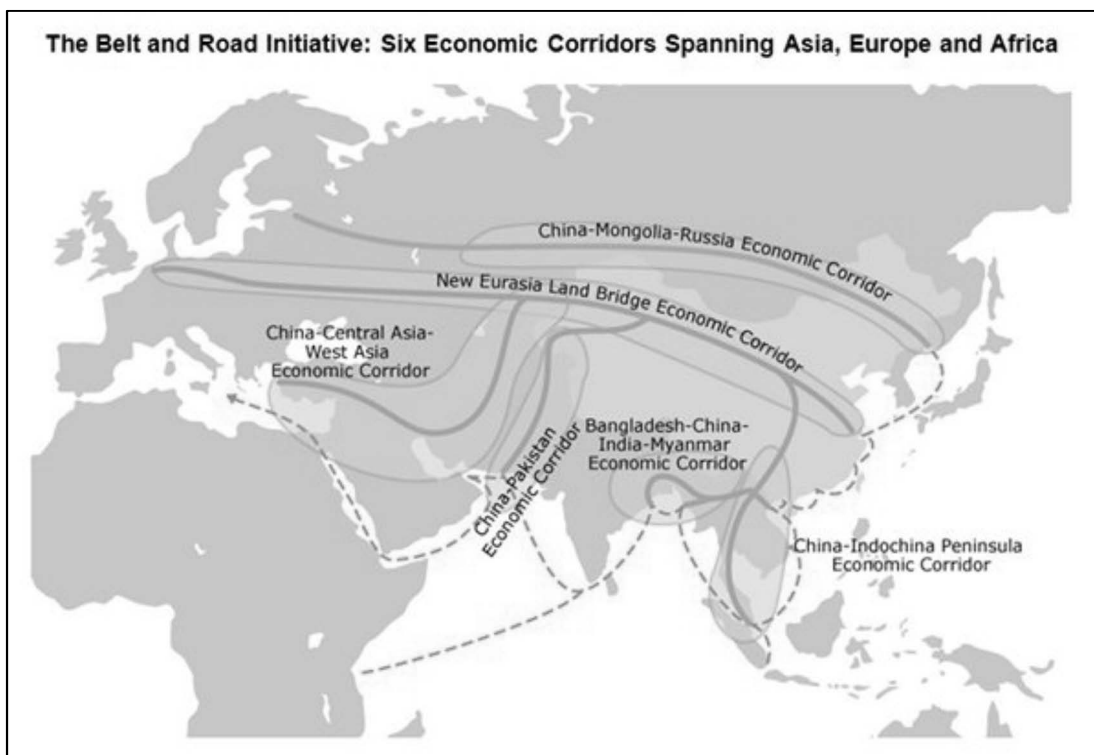 The Belt and Road Initiative: Six Economic Corridors Spanning Asia, Europe and Africa
China-Mongolia-Russia Economic Corridor
New Eurasia Land Bridge Economic Corridor
China-Central Asia-
West Asia
Economic Corridor
China-Pakistan
Economic Corridor
Bangladesh-China-
India-Myanmar
Economic Corridor
China-Indochina Peninsula
Economic Corridor